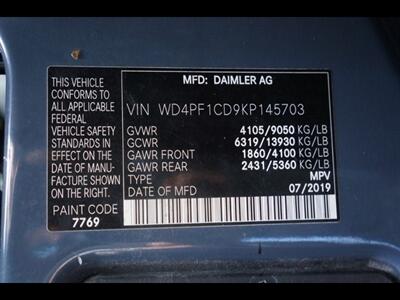 MFD: BY DAIMLER AG
THIS VEHICLE
CONFORMS TO
ALL APPLICABLE
FEDERAL
VEHICLE SAFETY
STANDARDS IN
EFFECT ON THE
DATE OF MANU-
FACTURE SHOWN
ON THE RIGHT.
PAINT CODE
7769
VIN WD4PF1CD9KP145703
GVWR 4105/9050 KG/LB
GCWR 6319/13930 KG/LB
GAWR FRONT 1860/4100 KG/LB
GAWR REAR 2431/5360 KG/LB
TYPE MPV
DATE OF MFD 07/2019